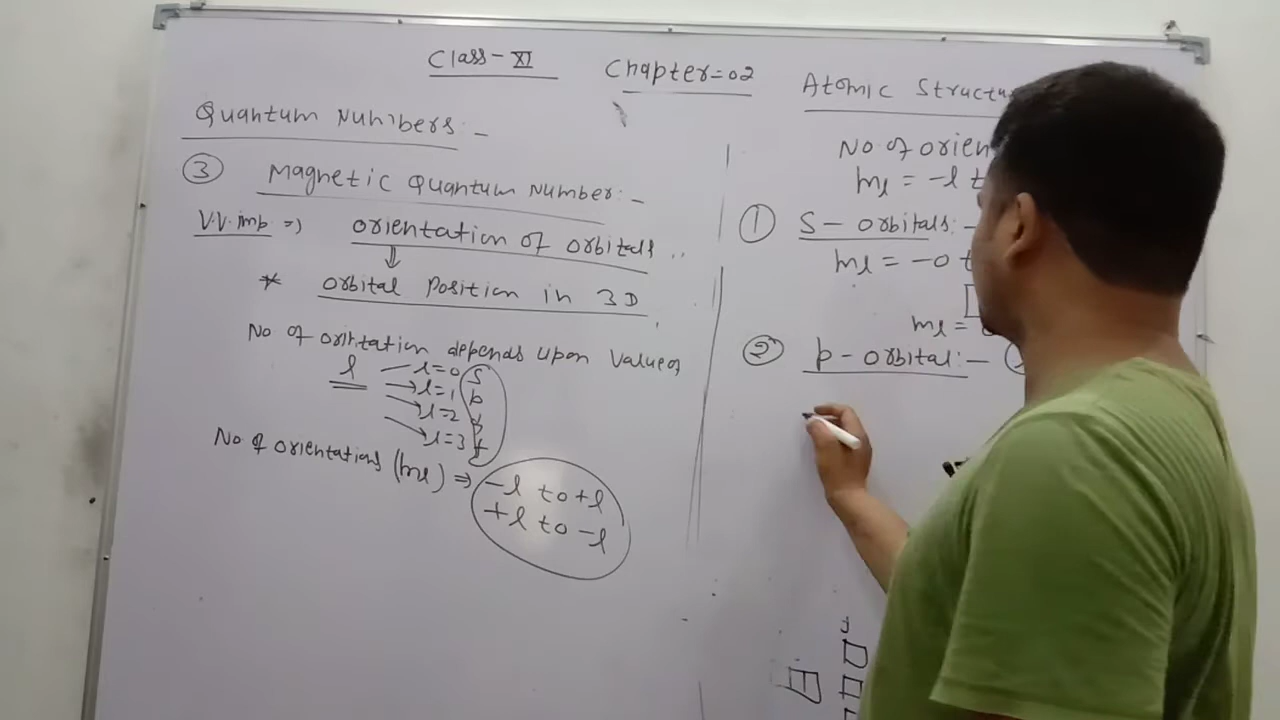 Class - XI Chapter = 02 Atomic Structu
Quantum Numbers :-
③ Magnetic Quantum Number :-
V.V. imp => orientation of orbitals ..
⇓
* orbital Position in 3D
No of orintation depends upon Value of
l l=0 s
l=1 p
l=2 d
l=3 f
No of orientations (ml) => -l to +l
+l to -l
No of orien
ml = -l t
① S - orbitals :-
ml = -0 t
ml =
② p - orbital :-